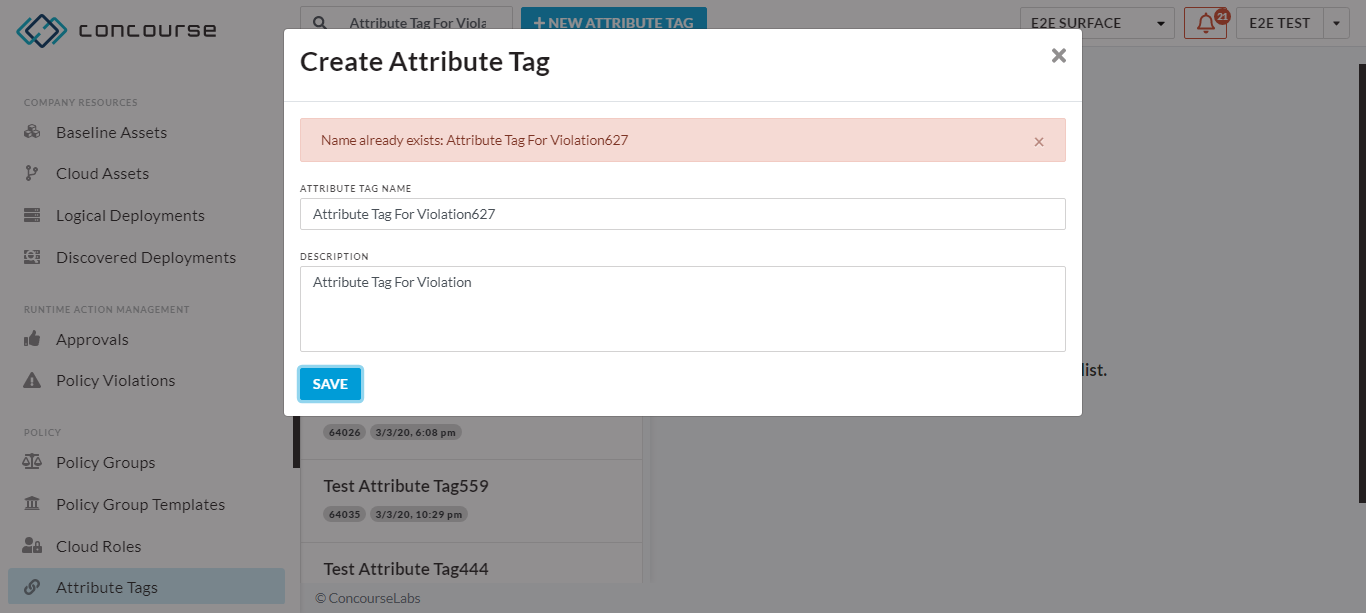 concourse
Attribute Tag For Viola
+ NEW ATTRIBUTE TAG
E2E SURFACE
21
E2E TEST
Create Attribute Tag
×
Name already exists: Attribute Tag For Violation627
×
ATTRIBUTE TAG NAME
Attribute Tag For Violation627
DESCRIPTION
Attribute Tag For Violation
SAVE
COMPANY RESOURCES
Baseline Assets
Cloud Assets
Logical Deployments
Discovered Deployments
RUNTIME ACTION MANAGEMENT
Approvals
Policy Violations
POLICY
Policy Groups
Policy Group Templates
Cloud Roles
Attribute Tags
list.
64026 3/3/20, 6:08 pm
Test Attribute Tag559
64035 3/3/20, 10:29 pm
Test Attribute Tag444
© ConcourseLabs